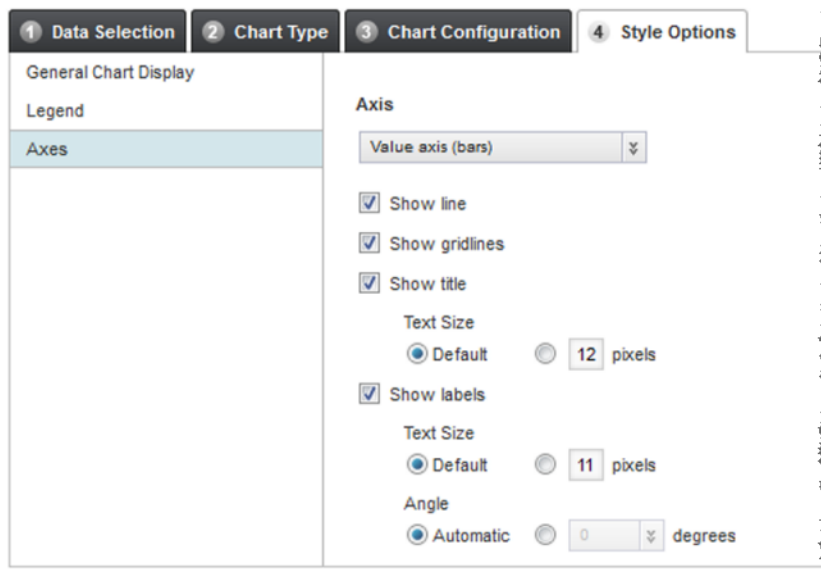 1 Data Selection 2 Chart Type 3 Chart Configuration 4 Style Options
General Chart Display
Legend
Axes
Axis
Value axis (bars)
Show line
Show gridlines
Show title
Text Size
Default 12 pixels
Show labels
Text Size
Default 11 pixels
Angle
Automatic 0 degrees